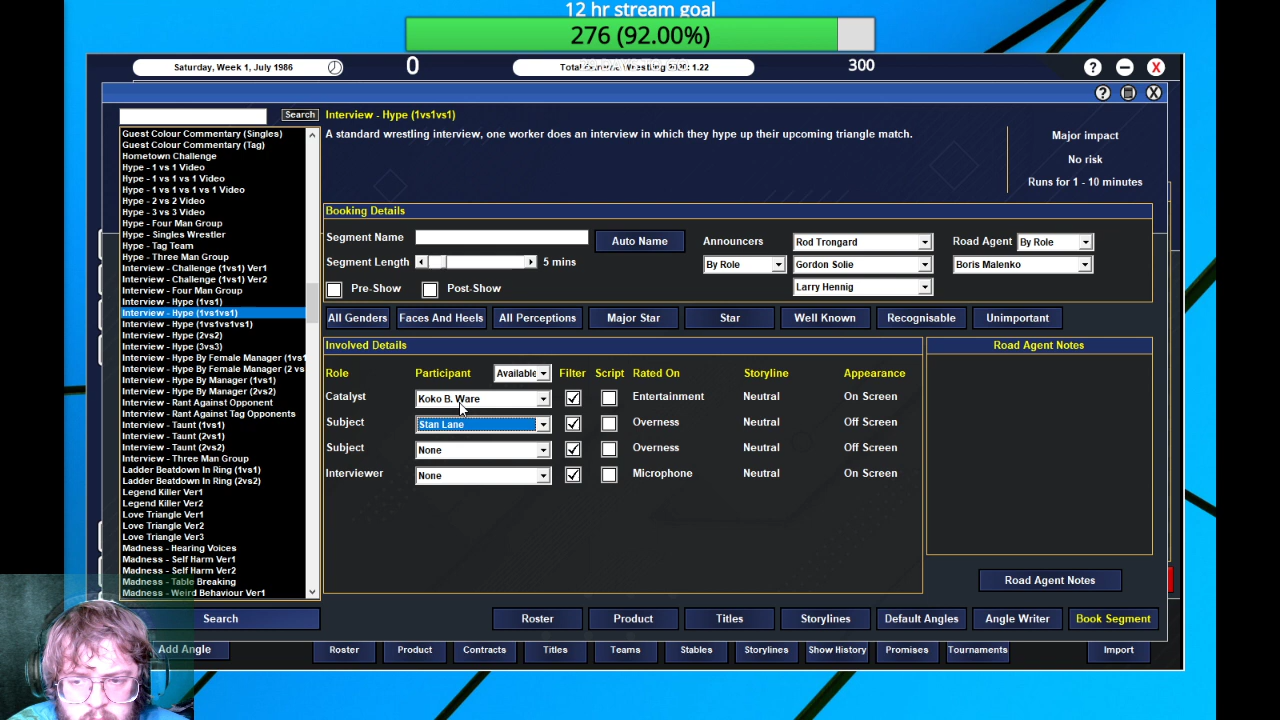 12 hr stream goal
276 (92.00%)
0
300
Saturday, Week 1, July 1986
Total Extreme Wrestling 2020: 1.22
Search
Interview - Hype (1vs1vs1)
A standard wrestling interview, one worker does an interview in which they hype up their upcoming triangle match.
Major impact
No risk
Runs for 1 - 10 minutes
Guest Colour Commentary (Singles)
Guest Colour Commentary (Tag)
Hometown Challenge
Hype - 1 vs 1 Video
Hype - 1 vs 1 vs 1 Video
Hype - 1 vs 1 vs 1 vs 1 Video
Hype - 2 vs 2 Video
Hype - 3 vs 3 Video
Hype - Four Man Group
Hype - Singles Wrestler
Hype - Tag Team
Hype - Three Man Group
Interview - Challenge (1vs1) Ver1
Interview - Challenge (1vs1) Ver2
Interview - Four Man Group
Interview - Hype (1vs1)
Interview - Hype (1vs1vs1)
Interview - Hype (1vs1vs1vs1)
Interview - Hype (2vs2)
Interview - Hype (3vs3)
Interview - Hype By Female Manager (1vs1
Interview - Hype By Female Manager (2 vs
Interview - Hype By Manager (1vs1)
Interview - Hype By Manager (2vs2)
Interview - Rant Against Opponent
Interview - Rant Against Tag Opponents
Interview - Taunt (1vs1)
Interview - Taunt (2vs1)
Interview - Taunt (2vs2)
Interview - Three Man Group
Ladder Beatdown In Ring (1vs1)
Ladder Beatdown In Ring (2vs2)
Legend Killer Ver1
Legend Killer Ver2
Love Triangle Ver1
Love Triangle Ver2
Love Triangle Ver3
Madness - Hearing Voices
Madness - Self Harm Ver1
Madness - Self Harm Ver2
Madness - Table Breaking
Madness - Weird Behaviour Ver1
Booking Details
Segment Name Auto Name Announcers Rod Trongard Road Agent By Role
Segment Length 5 mins By Role Gordon Solie Boris Malenko
Pre-Show Post-Show Larry Hennig
All Genders Faces And Heels All Perceptions Major Star Star Well Known Recognisable Unimportant
Involved Details
Role Participant Available Filter Script Rated On Storyline Appearance
Catalyst Koko B. Ware Entertainment Neutral On Screen
Subject Stan Lane Overness Neutral Off Screen
Subject None Overness Neutral Off Screen
Interviewer None Microphone Neutral On Screen
Road Agent Notes
Road Agent Notes
Search Roster Product Titles Storylines Default Angles Angle Writer Book Segment
Add Angle Roster Product Contracts Titles Teams Stables Storylines Show History Promises Tournaments Import